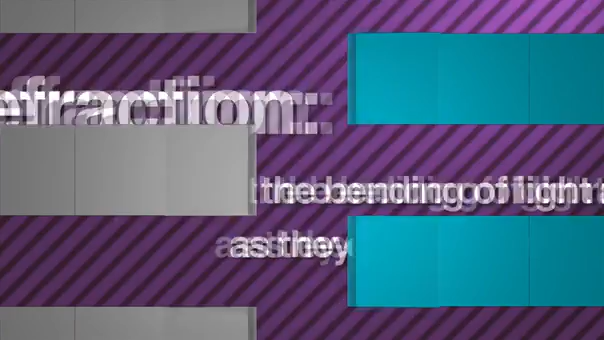 efraction:
the bending of light
as they